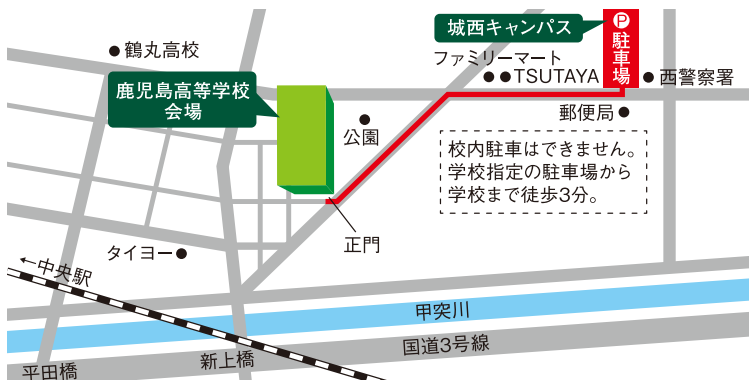 城西キャンパス
P
駐車場
鶴丸高校
ファミリーマート
TSUTAYA
西警察署
鹿児島高等学校
会場
郵便局
公園
校内駐車はできません。
学校指定の駐車場から
学校まで徒歩3分。
正門
タイヨー
←中央駅
甲突川
国道3号線
新上橋
平田橋